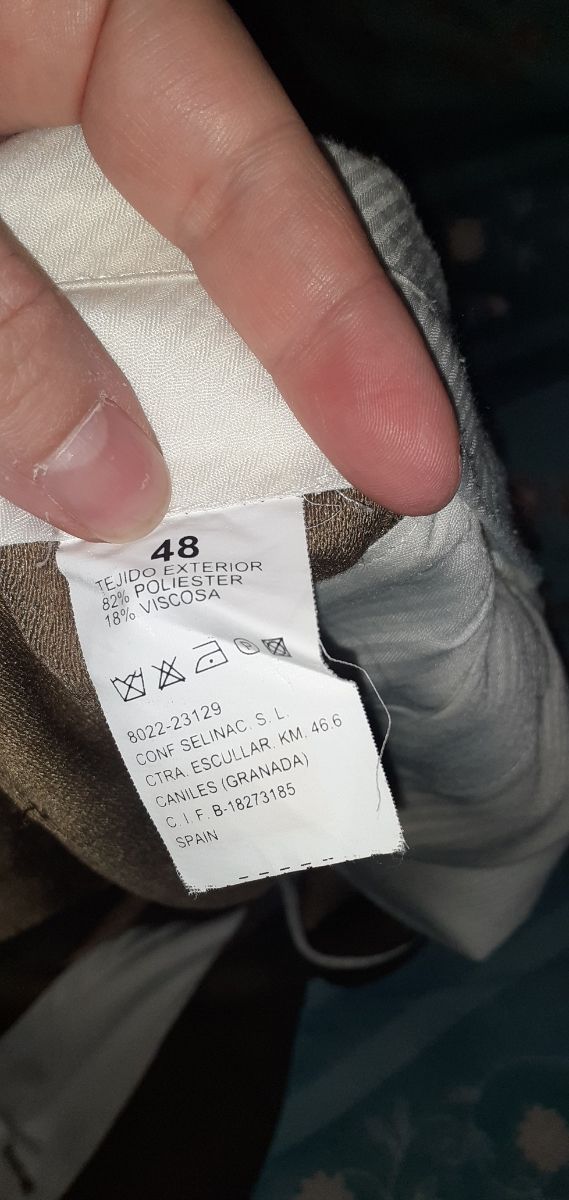 48
TEJIDO EXTERIOR
82% POLIESTER
18% VISCOSA
P
8022-23129
CONF SELINAC. S. L.
CTRA. ESCULLAR. KM. 46.6
CANILES (GRANADA)
C. I. F. B-18273185
SPAIN